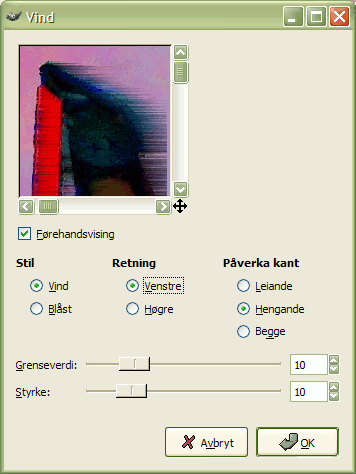 Vind
Førehandsvising
Stil Retning Påverka kant
Vind Venstre Leiande
Blåst Høgre Hengande
Begge
Grenseverdi: 10
Styrke: 10
Avbryt OK